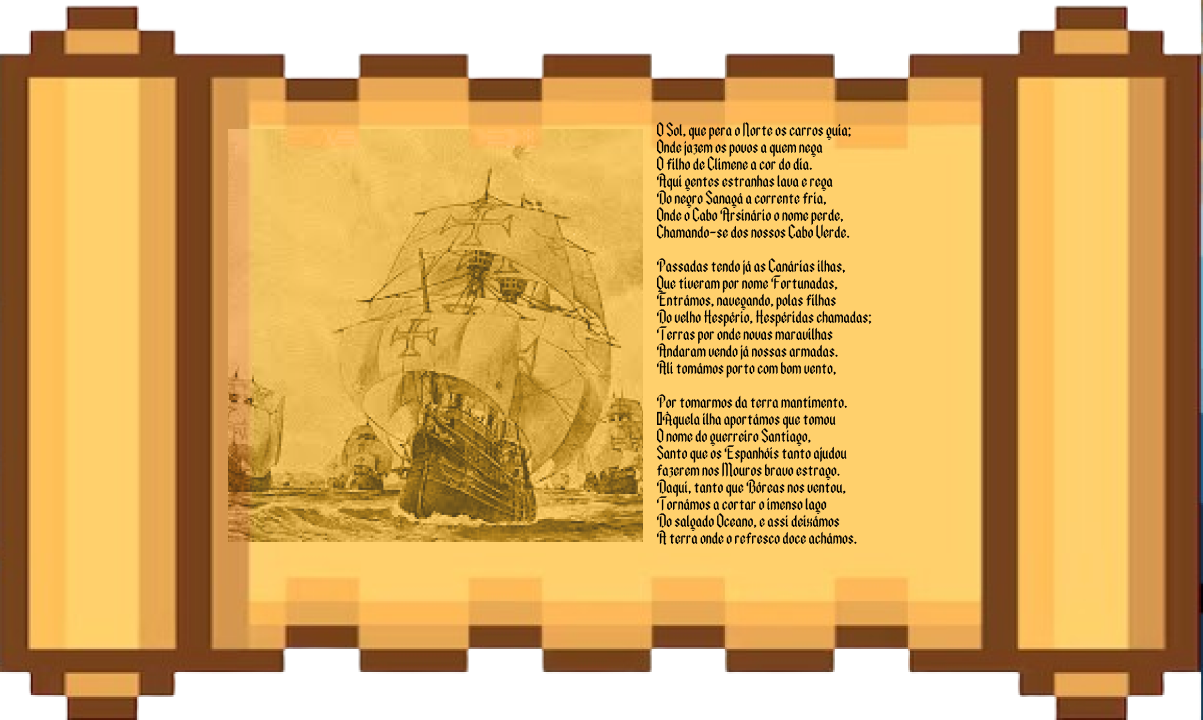 O Sol, que pera o Norte os carros guia;
Onde jazem os povos a quem nega
O filho de Clímene a cor do dia.
Aqui gentes estranhas lava e rega
Do negro Sanagá a corrente fria,
Onde o Cabo Arsinário o nome perde,
Chamando-se dos nossos Cabo Verde.

Passadas tendo já as Canárias ilhas,
Que tiveram por nome Fortunadas,
Entrámos, navegando, polas filhas
Do velho Hespério, Hespéridas chamadas;
Terras por onde novas maravilhas
Andaram vendo já nossas armadas.
Ali tomámos porto com bom vento,

Por tomarmos da terra mantimento.
Aquela ilha aportámos que tomou
O nome do guerreiro Santiago,
Santo que os Espanhóis tanto ajudou
fazerem nos Mouros bravo estrago.
Daqui, tanto que Bóreas nos ventou,
Tornámos a cortar o imenso lago
Do salgado Oceano, e assi deixámos
A terra onde o refresco doce achámos.